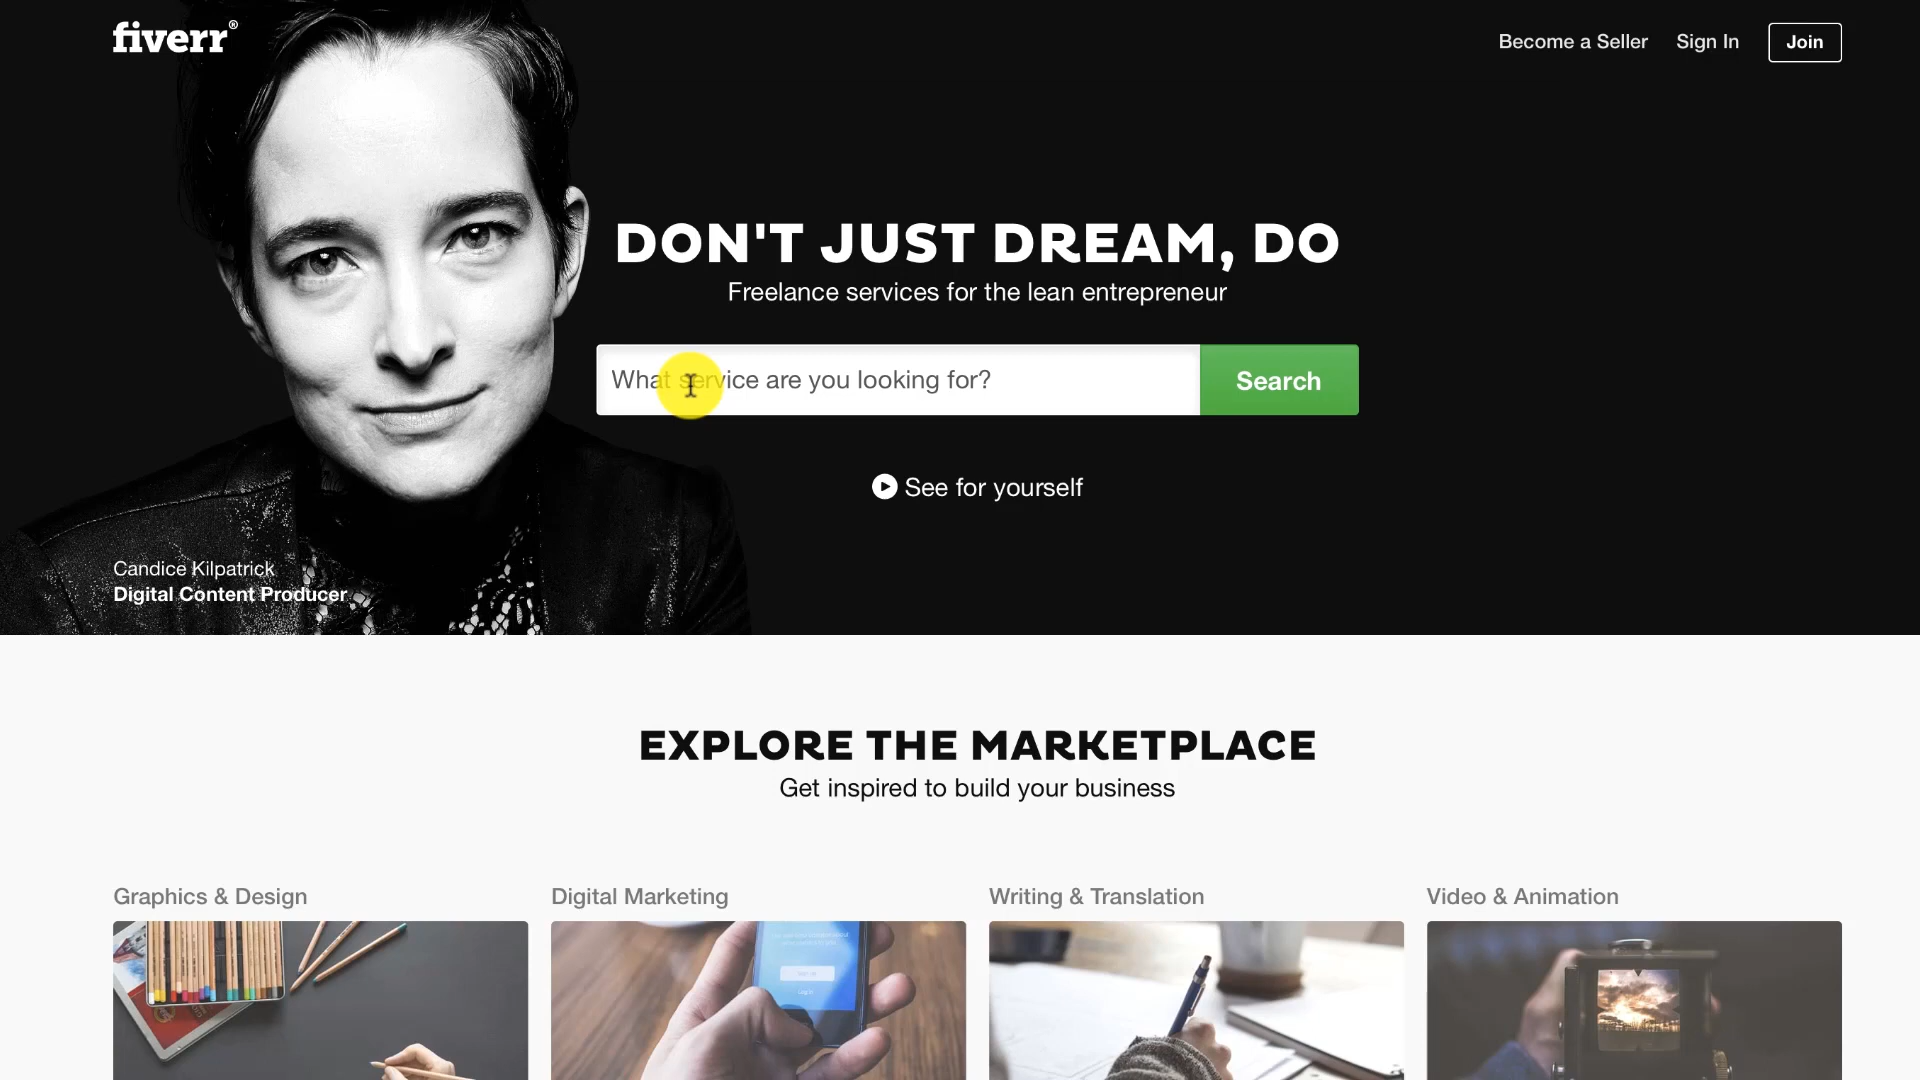 fiverr®
Become a Seller
Sign In
Join
DON'T JUST DREAM, DO
Freelance services for the lean entrepreneur
What service are you looking for?
Search
See for yourself
Candice Kilpatrick
Digital Content Producer
EXPLORE THE MARKETPLACE
Get inspired to build your business
Graphics & Design
Digital Marketing
Writing & Translation
Video & Animation